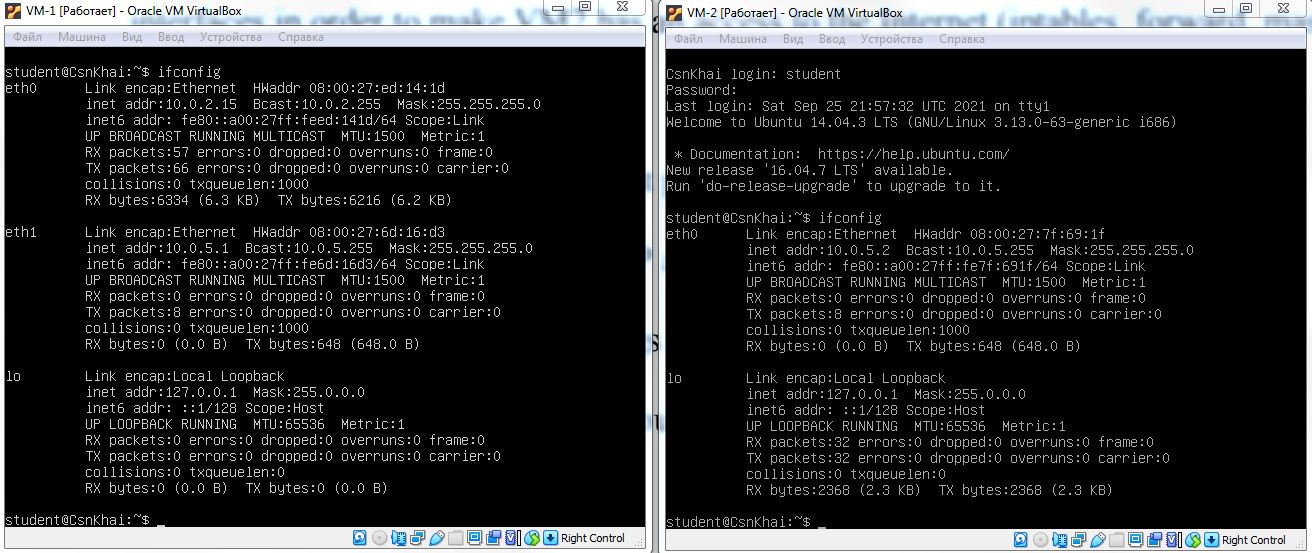 interfaces in order to make VM2
VM-1 [Работает] - Oracle VM VirtualBox
Файл Машина Вид Ввод Устройства Справка
student@CsnKhai:~$ ifconfig
eth0 Link encap:Ethernet HWaddr 08:00:27:ed:14:1d
inet addr:10.0.2.15 Bcast:10.0.2.255 Mask:255.255.255.0
inet6 addr: fe80::a00:27ff:feed:141d/64 Scope:Link
UP BROADCAST RUNNING MULTICAST MTU:1500 Metric:1
RX packets:57 errors:0 dropped:0 overruns:0 frame:0
TX packets:66 errors:0 dropped:0 overruns:0 carrier:0
collisions:0 txqueuelen:1000
RX bytes:6334 (6.3 KB) TX bytes:6216 (6.2 KB)
eth1 Link encap:Ethernet HWaddr 08:00:27:6d:16:d3
inet addr:10.0.5.1 Bcast:10.0.5.255 Mask:255.255.255.0
inet6 addr: fe80::a00:27ff:fe6d:16d3/64 Scope:Link
UP BROADCAST RUNNING MULTICAST MTU:1500 Metric:1
RX packets:0 errors:0 dropped:0 overruns:0 frame:0
TX packets:8 errors:0 dropped:0 overruns:0 carrier:0
collisions:0 txqueuelen:1000
RX bytes:0 (0.0 B) TX bytes:648 (648.0 B)
lo Link encap:Local Loopback
inet addr:127.0.0.1 Mask:255.0.0.0
inet6 addr: ::1/128 Scope:Host
UP LOOPBACK RUNNING MTU:65536 Metric:1
RX packets:0 errors:0 dropped:0 overruns:0 frame:0
TX packets:0 errors:0 dropped:0 overruns:0 carrier:0
collisions:0 txqueuelen:0
RX bytes:0 (0.0 B) TX bytes:0 (0.0 B)
student@CsnKhai:~$ _
Right Control
VM-2 [Работает] - Oracle VM VirtualBox
Файл Машина Вид Ввод Устройства Справка
CsnKhai login: student
Password:
Last login: Sat Sep 25 21:57:32 UTC 2021 on tty1
Welcome to Ubuntu 14.04.3 LTS (GNU/Linux 3.13.0-63-generic i686)
* Documentation: https://help.ubuntu.com/
New release '16.04.7 LTS' available.
Run 'do-release-upgrade' to upgrade to it.
student@CsnKhai:~$ ifconfig
eth0 Link encap:Ethernet HWaddr 08:00:27:7f:69:1f
inet addr:10.0.5.2 Bcast:10.0.5.255 Mask:255.255.255.0
inet6 addr: fe80::a00:27ff:fe7f:691f/64 Scope:Link
UP BROADCAST RUNNING MULTICAST MTU:1500 Metric:1
RX packets:0 errors:0 dropped:0 overruns:0 frame:0
TX packets:8 errors:0 dropped:0 overruns:0 carrier:0
collisions:0 txqueuelen:1000
RX bytes:0 (0.0 B) TX bytes:648 (648.0 B)
lo Link encap:Local Loopback
inet addr:127.0.0.1 Mask:255.0.0.0
inet6 addr: ::1/128 Scope:Host
UP LOOPBACK RUNNING MTU:65536 Metric:1
RX packets:32 errors:0 dropped:0 overruns:0 frame:0
TX packets:32 errors:0 dropped:0 overruns:0 carrier:0
collisions:0 txqueuelen:0
RX bytes:2368 (2.3 KB) TX bytes:2368 (2.3 KB)
student@CsnKhai:~$ _
Right Control